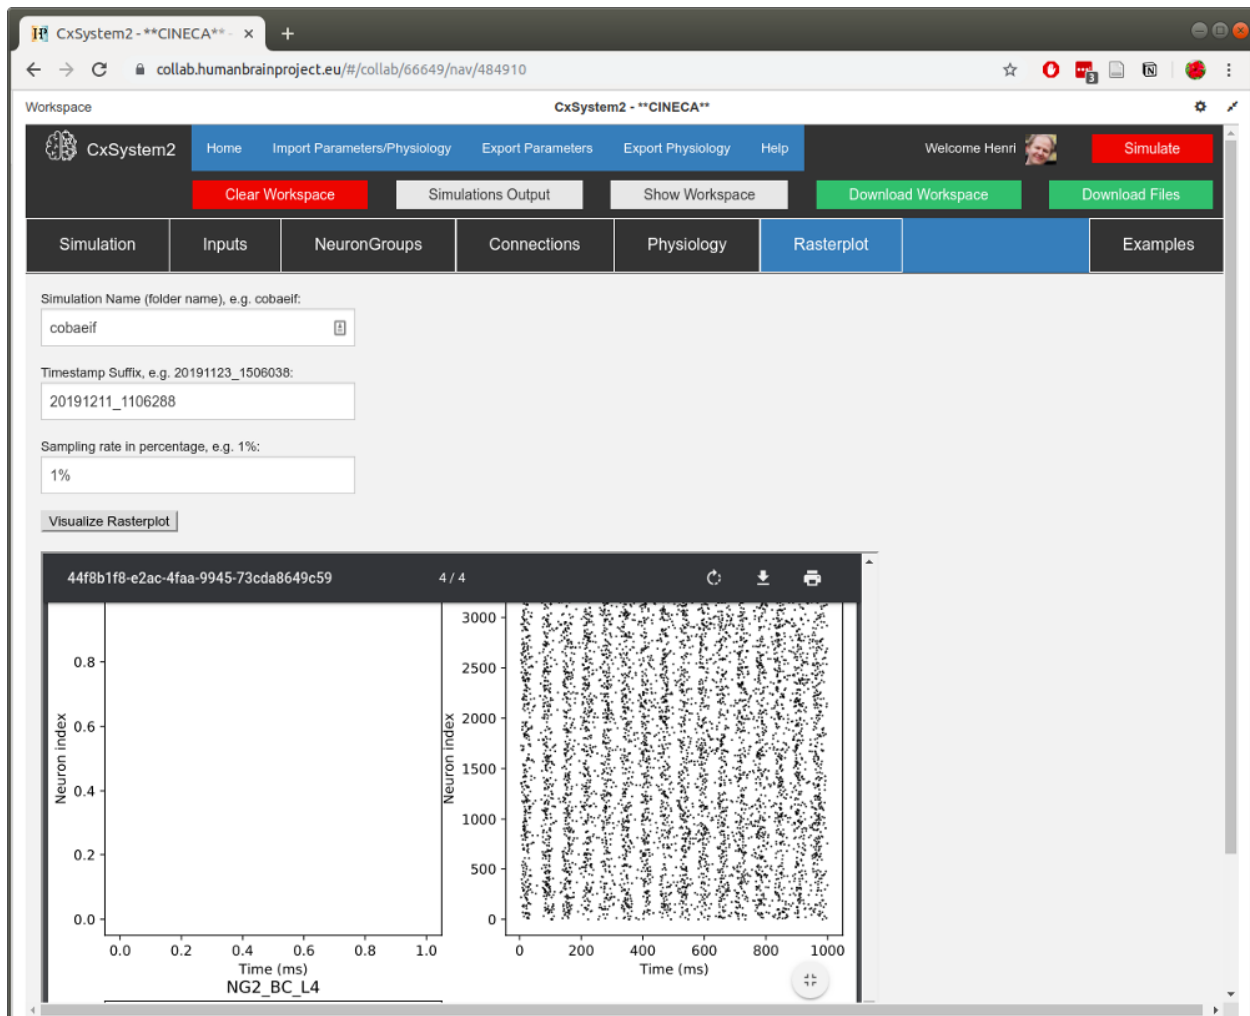 CxSystem2 - **CINECA** -
collab.humanbrainproject.eu/#/collab/66649/nav/484910
3
Workspace
CxSystem2 - **CINECA**
CxSystem2
Home
Import Parameters/Physiology
Export Parameters
Export Physiology
Help
Welcome Henri
Simulate
Clear Workspace
Simulations Output
Show Workspace
Download Workspace
Download Files
Simulation
Inputs
NeuronGroups
Connections
Physiology
Rasterplot
Examples
Simulation Name (folder name), e.g. cobaeif:
cobaeif
Timestamp Suffix, e.g. 20191123_1506038:
20191211_1106288
Sampling rate in percentage, e.g. 1%:
1%
Visualize Rasterplot
44f8b1f8-e2ac-4faa-9945-73cda8649c59
4 / 4
0.8
0.6
0.4
0.2
0.0
Neuron index
0.0 0.2 0.4 0.6 0.8 1.0
Time (ms)
NG2_BC_L4
3000
2500
2000
1500
1000
500
0
Neuron index
0 200 400 600 800 1000
Time (ms)